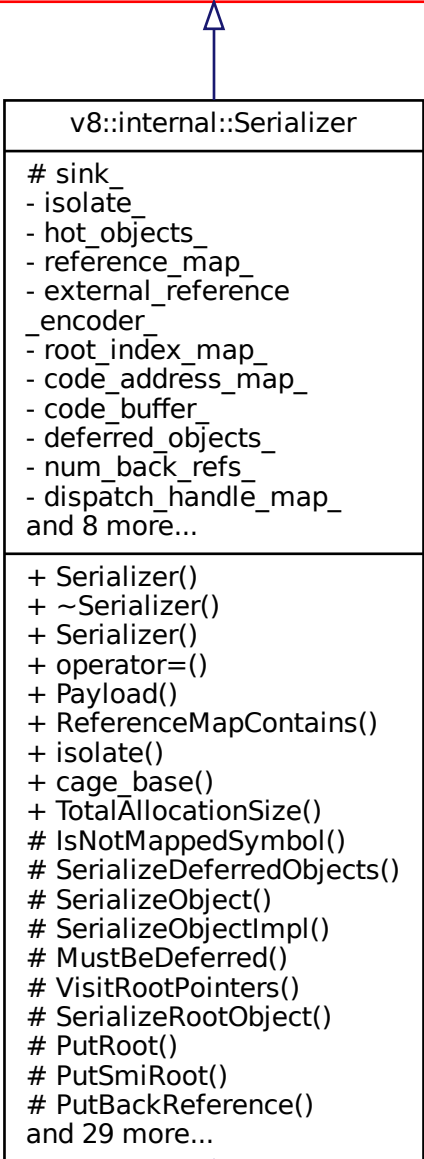 v8::internal::Serializer
# sink_
- isolate_
- hot_objects_
- reference_map_
- external_reference
_encoder_
- root_index_map_
- code_address_map_
- code_buffer_
- deferred_objects_
- num_back_refs_
- dispatch_handle_map_
and 8 more...
+ Serializer()
+ ~Serializer()
+ Serializer()
+ operator=()
+ Payload()
+ ReferenceMapContains()
+ isolate()
+ cage_base()
+ TotalAllocationSize()
# IsNotMappedSymbol()
# SerializeDeferredObjects()
# SerializeObject()
# SerializeObjectImpl()
# MustBeDeferred()
# VisitRootPointers()
# SerializeRootObject()
# PutRoot()
# PutSmiRoot()
# PutBackReference()
and 29 more...